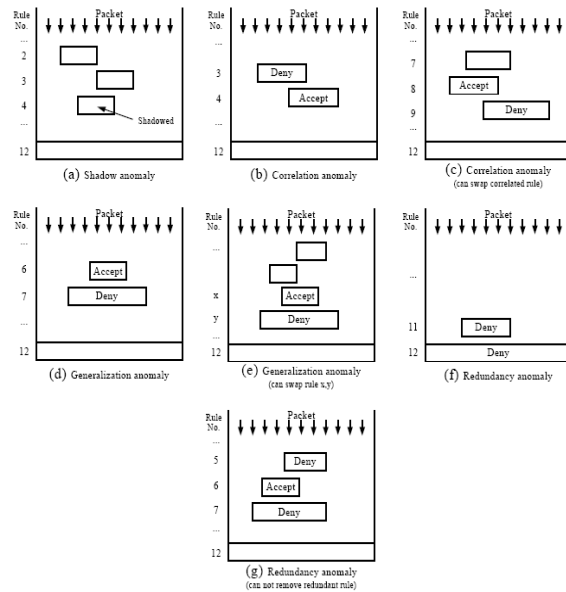 Rule No.
Packet
...
2
3
4
Shadowed
...
12
(a) Shadow anomaly
Rule No.
Packet
...
3
Deny
4
Accept
...
12
(b) Correlation anomaly
Rule No.
Packet
...
7
8
Accept
9
Deny
...
12
(c) Correlation anomaly
(can swap correlated rule)
Rule No.
Packet
...
6
Accept
7
Deny
...
12
(d) Generalization anomaly
Rule No.
Packet
...
x
Accept
y
Deny
...
12
(e) Generalization anomaly
(can swap rule x,y)
Rule No.
Packet
...
11
Deny
12
Deny
(f) Redundancy anomaly
Rule No.
Packet
...
5
Deny
6
Accept
7
Deny
...
12
(g) Redundancy anomaly
(can not remove redundant rule)